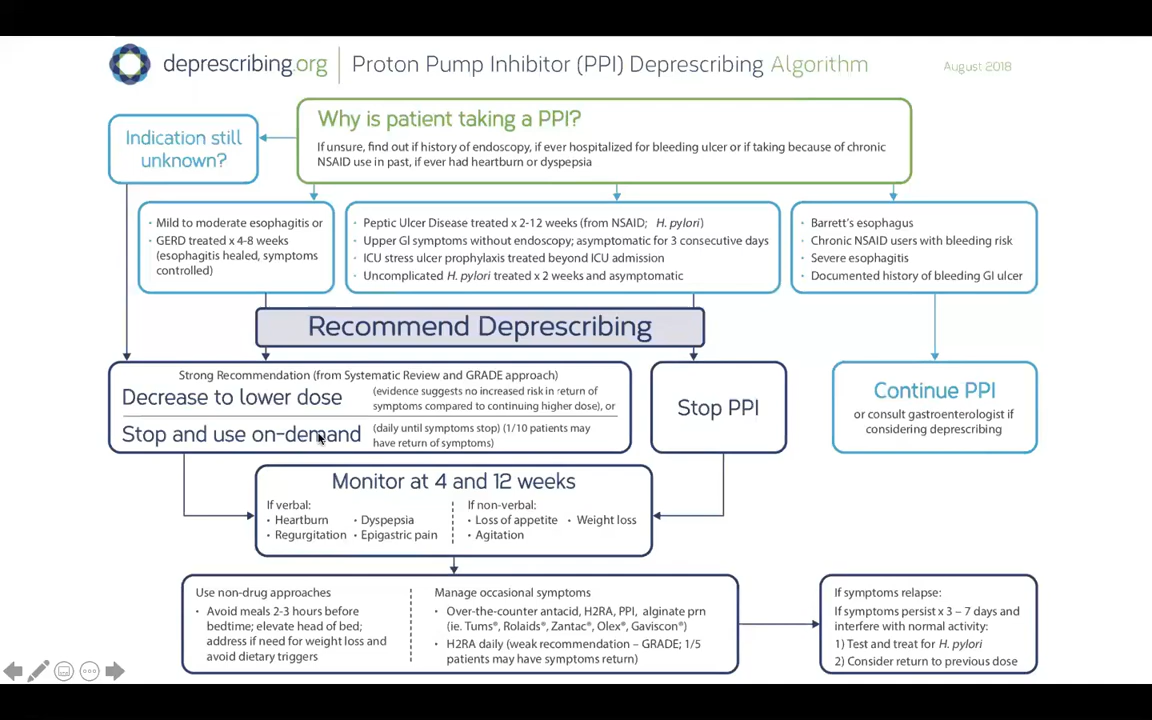 deprescribing.org
Proton Pump Inhibitor (PPI) Deprescribing Algorithm
August 2018
Why is patient taking a PPI?
If unsure, find out if history of endoscopy, if ever hospitalized for bleeding ulcer or if taking because of chronic
NSAID use in past, if ever had heartburn or dyspepsia
Indication still
unknown?
• Mild to moderate esophagitis or
• GERD treated x 4-8 weeks
(esophagitis healed, symptoms
controlled)
• Peptic Ulcer Disease treated x 2-12 weeks (from NSAID; H. pylori)
• Upper GI symptoms without endoscopy; asymptomatic for 3 consecutive days
• ICU stress ulcer prophylaxis treated beyond ICU admission
• Uncomplicated H. pylori treated x 2 weeks and asymptomatic
• Barrett's esophagus
• Chronic NSAID users with bleeding risk
• Severe esophagitis
• Documented history of bleeding GI ulcer
Recommend Deprescribing
Strong Recommendation (from Systematic Review and GRADE approach)
Decrease to lower dose
(evidence suggests no increased risk in return of
symptoms compared to continuing higher dose), or
Stop and use on-demand
(daily until symptoms stop) (1/10 patients may
have return of symptoms)
Stop PPI
Continue PPI
or consult gastroenterologist if
considering deprescribing
Monitor at 4 and 12 weeks
If verbal:
• Heartburn • Dyspepsia
• Regurgitation • Epigastric pain
If non-verbal:
• Loss of appetite • Weight loss
• Agitation
Use non-drug approaches
• Avoid meals 2-3 hours before
bedtime; elevate head of bed;
address if need for weight loss and
avoid dietary triggers
Manage occasional symptoms
• Over-the-counter antacid, H2RA, PPI, alginate prn
(ie. Tums®, Rolaids®, Zantac®, Olex®, Gaviscon®)
• H2RA daily (weak recommendation – GRADE; 1/5
patients may have symptoms return)
If symptoms relapse:
If symptoms persist x 3 – 7 days and
interfere with normal activity:
1) Test and treat for H. pylori
2) Consider return to previous dose